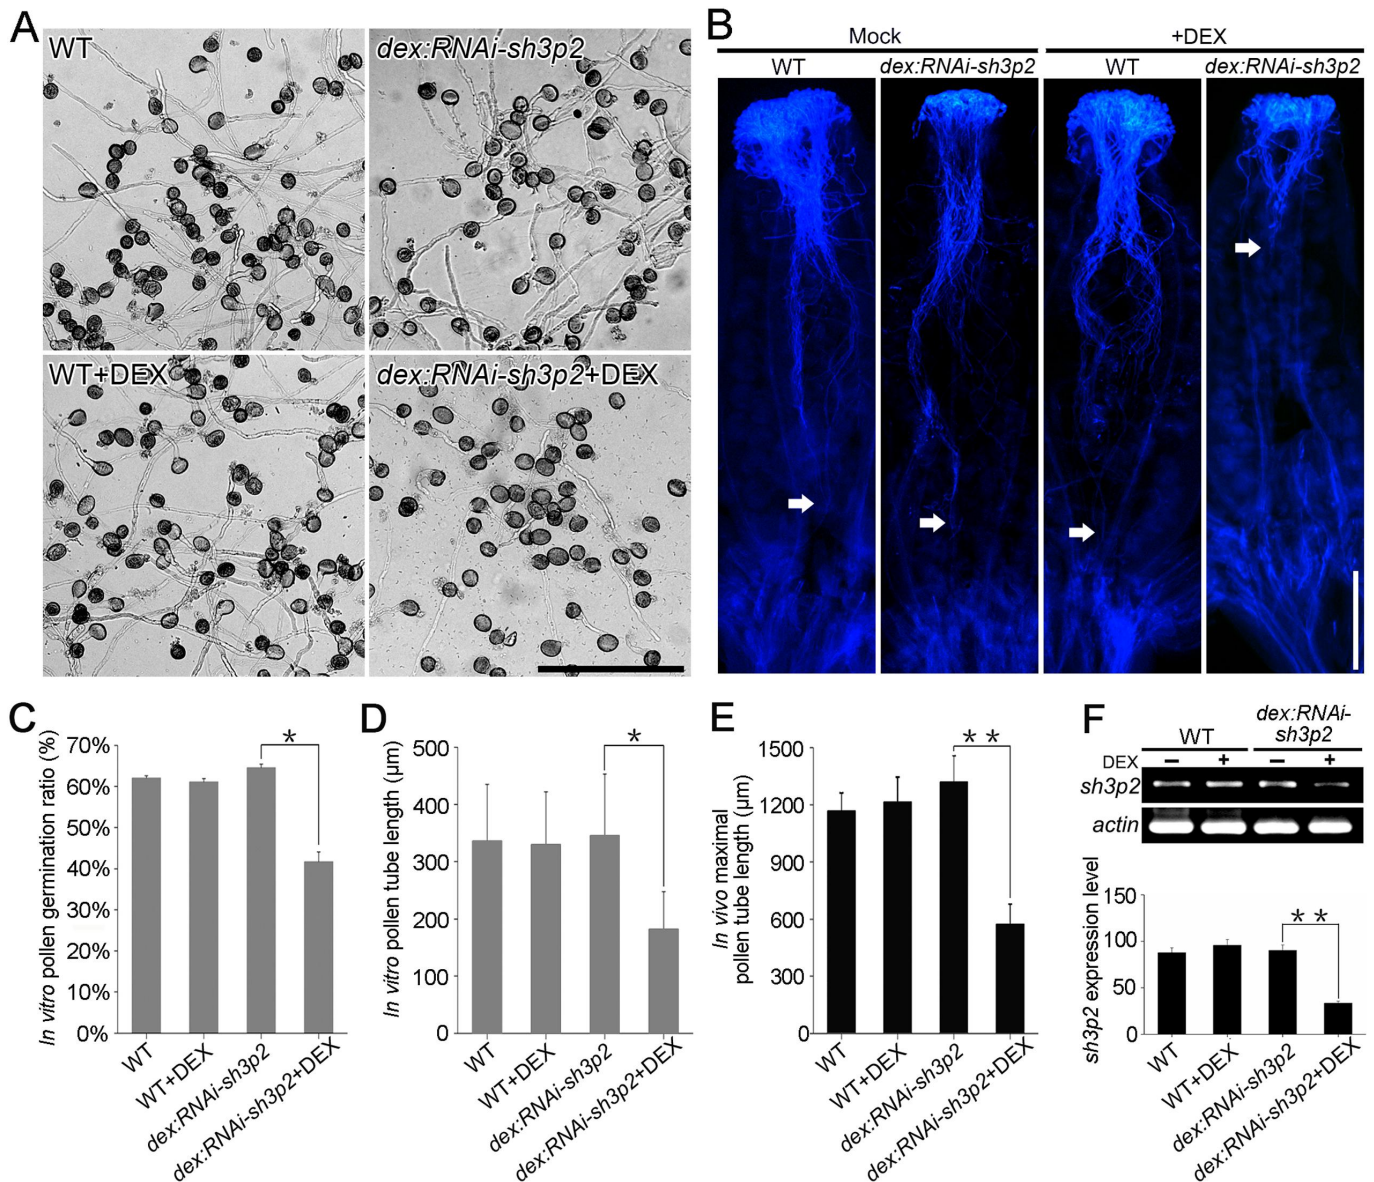 A
WT
dex:RNAi-sh3p2
WT+DEX
dex:RNAi-sh3p2+DEX
B
Mock
+DEX
WT
dex:RNAi-sh3p2
WT
dex:RNAi-sh3p2
C
In vitro pollen germination ratio (%)
70%
60%
50%
40%
30%
20%
10%
0%
*
WT
WT+DEX
dex:RNAi-sh3p2
dex:RNAi-sh3p2+DEX
D
In vitro pollen tube length (µm)
500
400
300
200
100
0
*
WT
WT+DEX
dex:RNAi-sh3p2
dex:RNAi-sh3p2+DEX
E
In vivo maximal
pollen tube length (µm)
1500
1200
900
600
300
0
* *
WT
WT+DEX
dex:RNAi-sh3p2
dex:RNAi-sh3p2+DEX
F
WT
dex:RNAi-
sh3p2
DEX − + − +
sh3p2
actin
sh3p2 expression level
150
100
50
0
* *
WT
WT+DEX
dex:RNAi-sh3p2
dex:RNAi-sh3p2+DEX